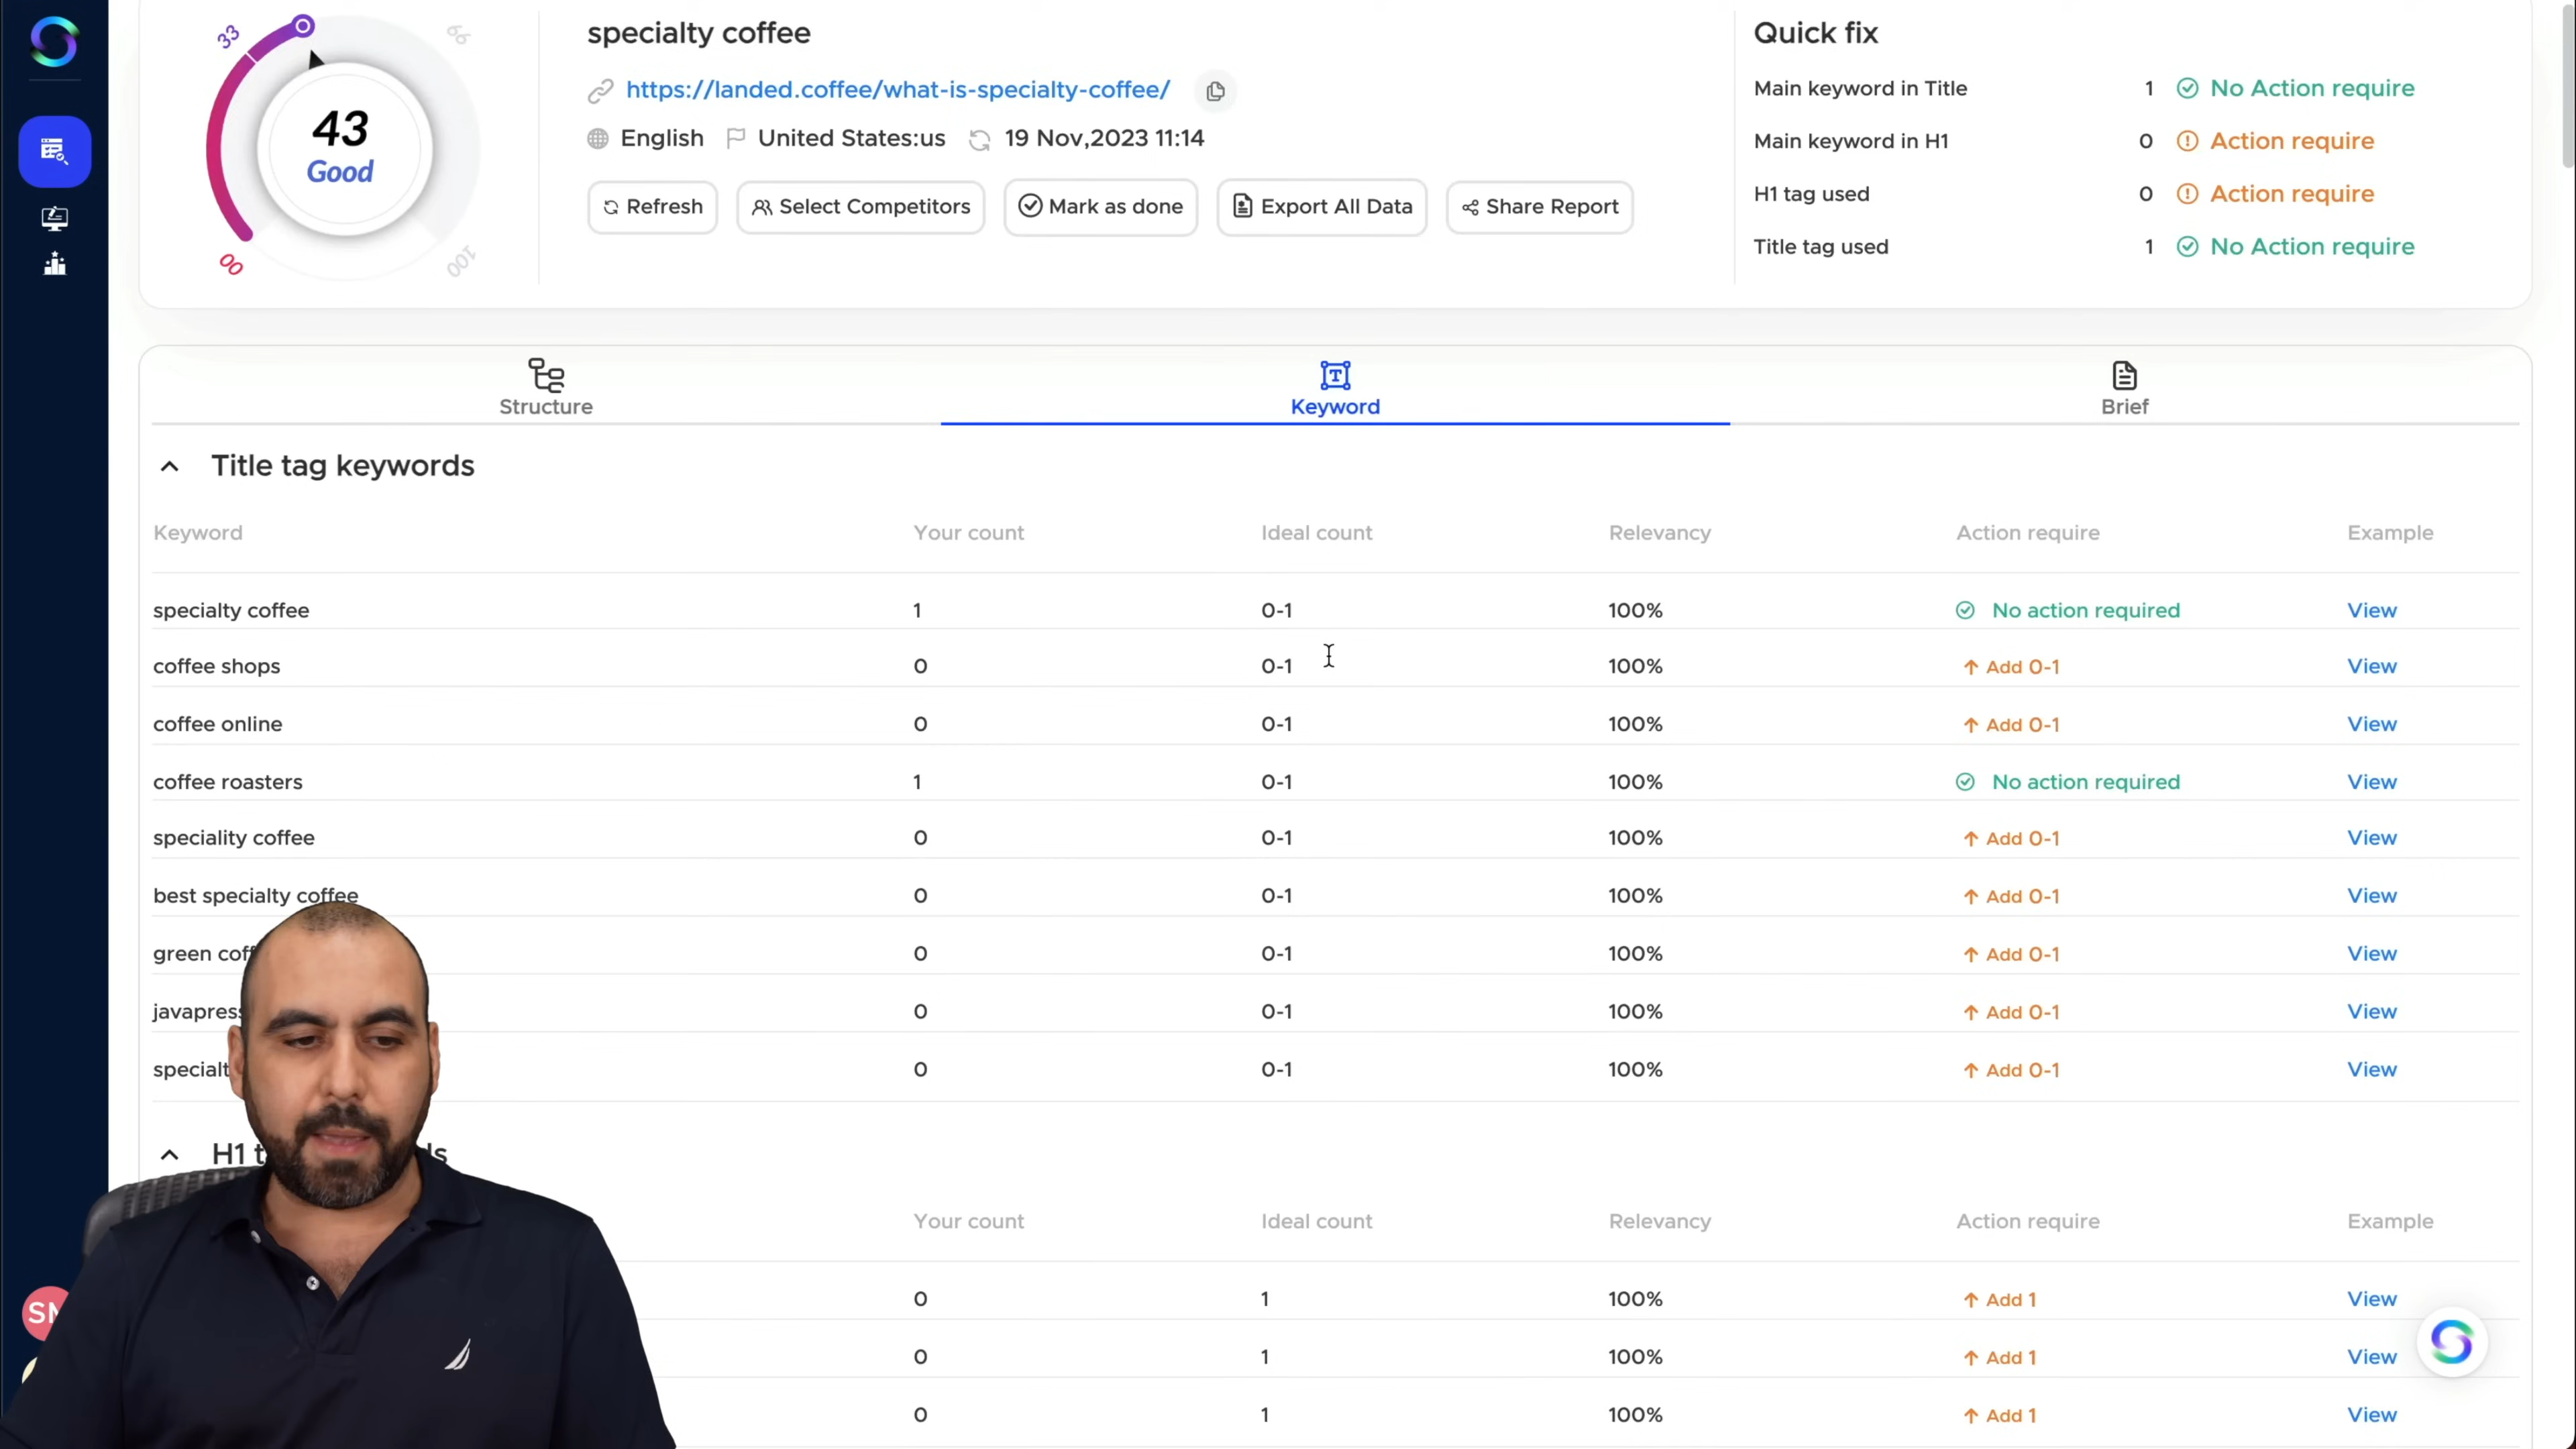 33
96
00
100
43
Good
specialty coffee
https://landed.coffee/what-is-specialty-coffee/
English United States:us 19 Nov,2023 11:14
Refresh Select Competitors Mark as done Export All Data Share Report
Quick fix
Main keyword in Title 1 No Action require
Main keyword in H1 0 Action require
H1 tag used 0 Action require
Title tag used 1 No Action require
Structure Keyword Brief
Title tag keywords
Keyword Your count Ideal count Relevancy Action require Example
specialty coffee 1 0-1 100% No action required View
coffee shops 0 0-1 100% Add 0-1 View
coffee online 0 0-1 100% Add 0-1 View
coffee roasters 1 0-1 100% No action required View
speciality coffee 0 0-1 100% Add 0-1 View
best specialty coffee 0 0-1 100% Add 0-1 View
green 0 0-1 100% Add 0-1 View
0 0-1 100% Add 0-1 View
0 0-1 100% Add 0-1 View
H1
Your count Ideal count Relevancy Action require Example
0 1 100% Add 1 View
0 1 100% Add 1 View
0 1 100% Add 1 View